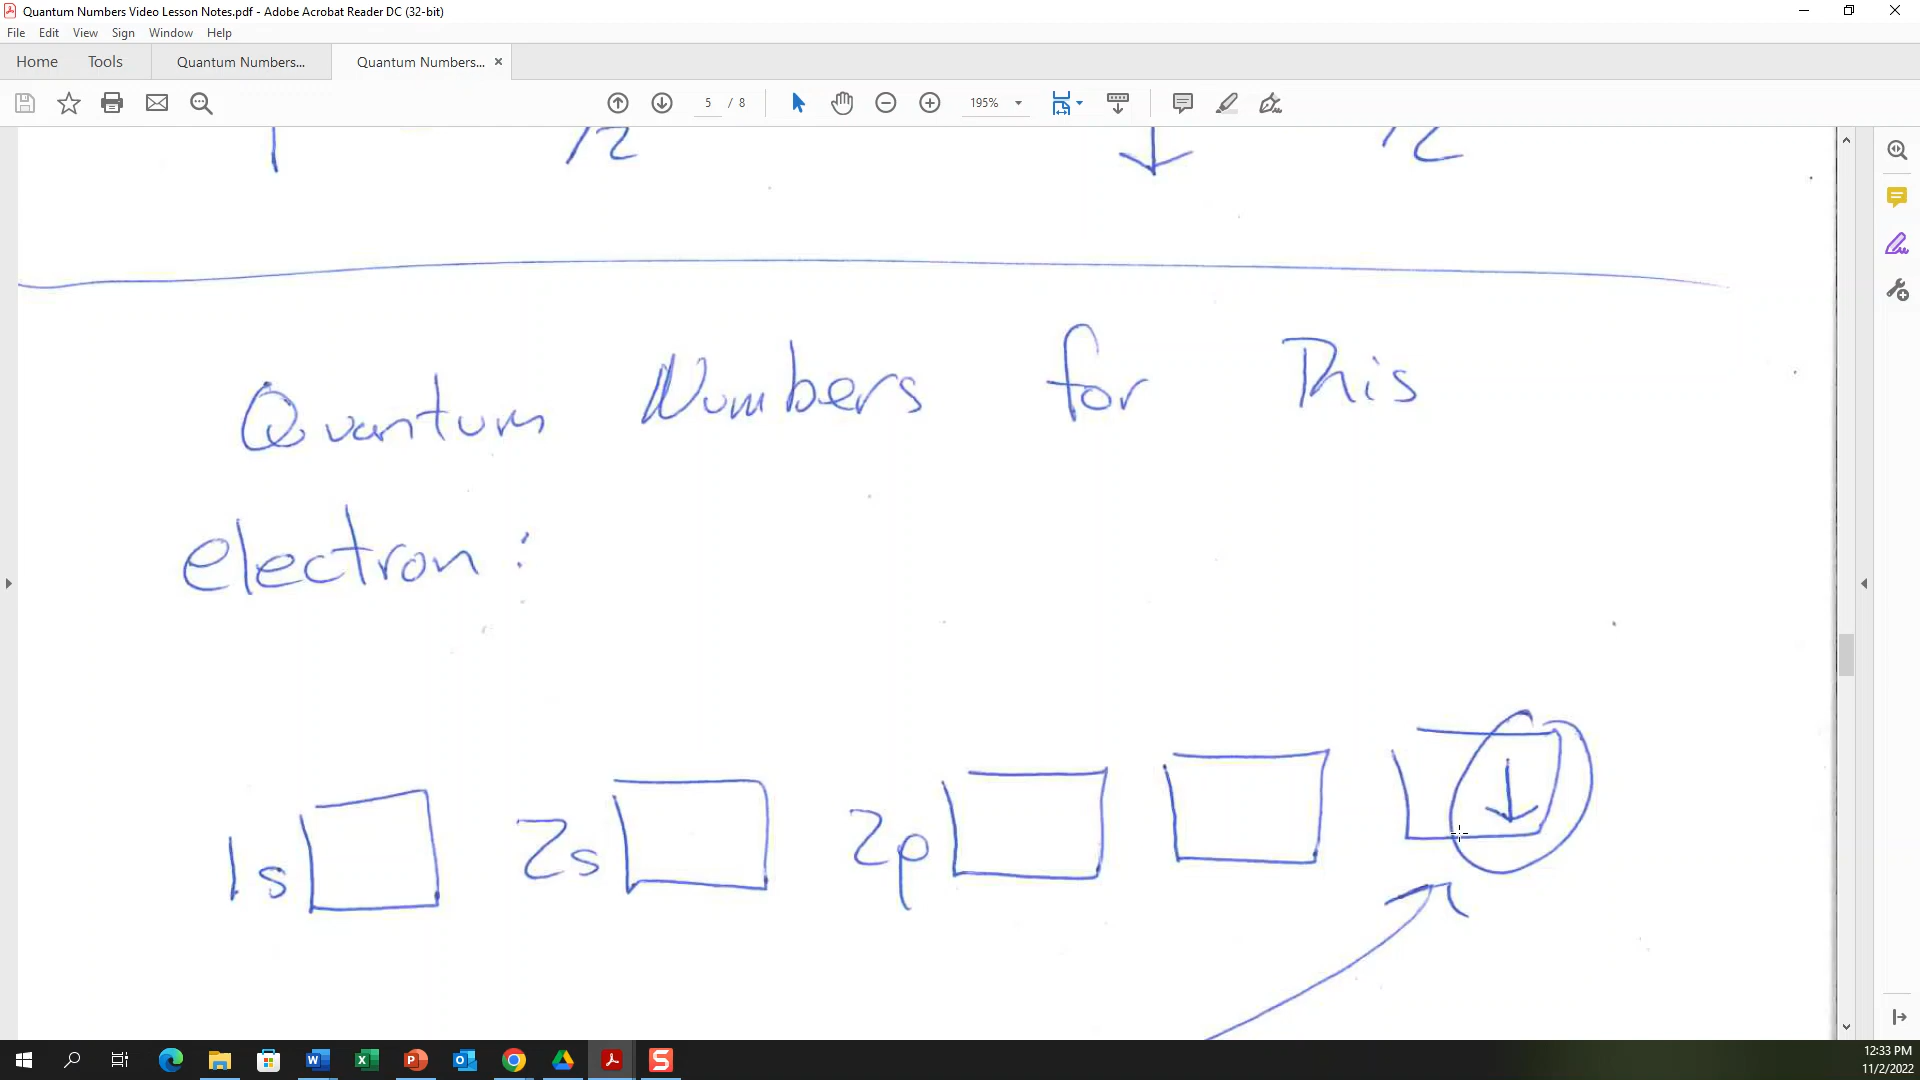 Quantum Numbers Video Lesson Notes.pdf - Adobe Acrobat Reader DC (32-bit)
File Edit View Sign Window Help
Home Tools Quantum Numbers... Quantum Numbers... ×
5 / 8 195%
/2 /2
Quantum Numbers for This
electron:
1s 2s 2p
12:33 PM
11/2/2022